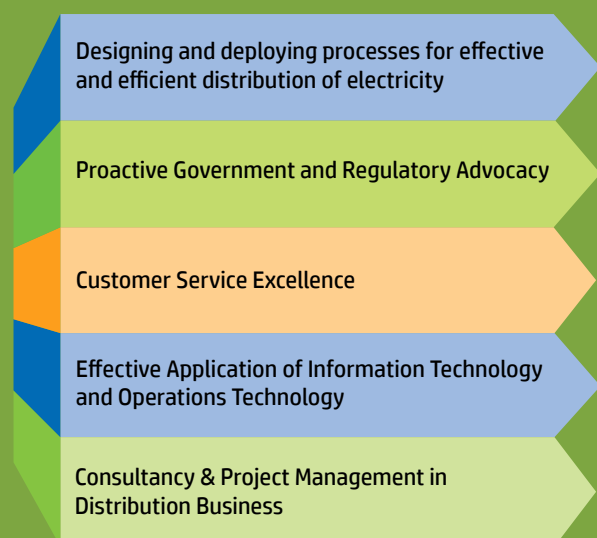 Designing and deploying processes for effective
and efficient distribution of electricity
Proactive Government and Regulatory Advocacy
Customer Service Excellence
Effective Application of Information Technology
and Operations Technology
Consultancy & Project Management in
Distribution Business